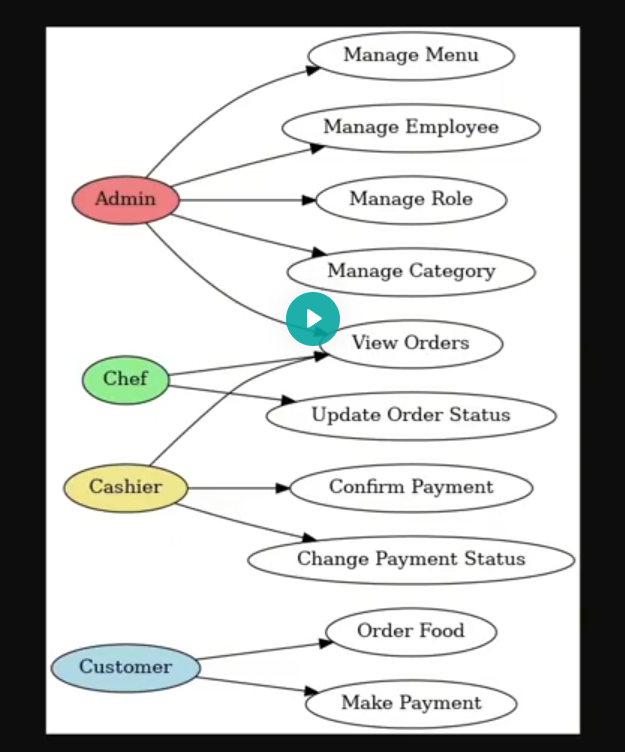 Manage Menu
Manage Employee
Admin
Manage Role
Manage Category
View Orders
Chef
Update Order Status
Cashier
Confirm Payment
Change Payment Status
Order Food
Customer
Make Payment